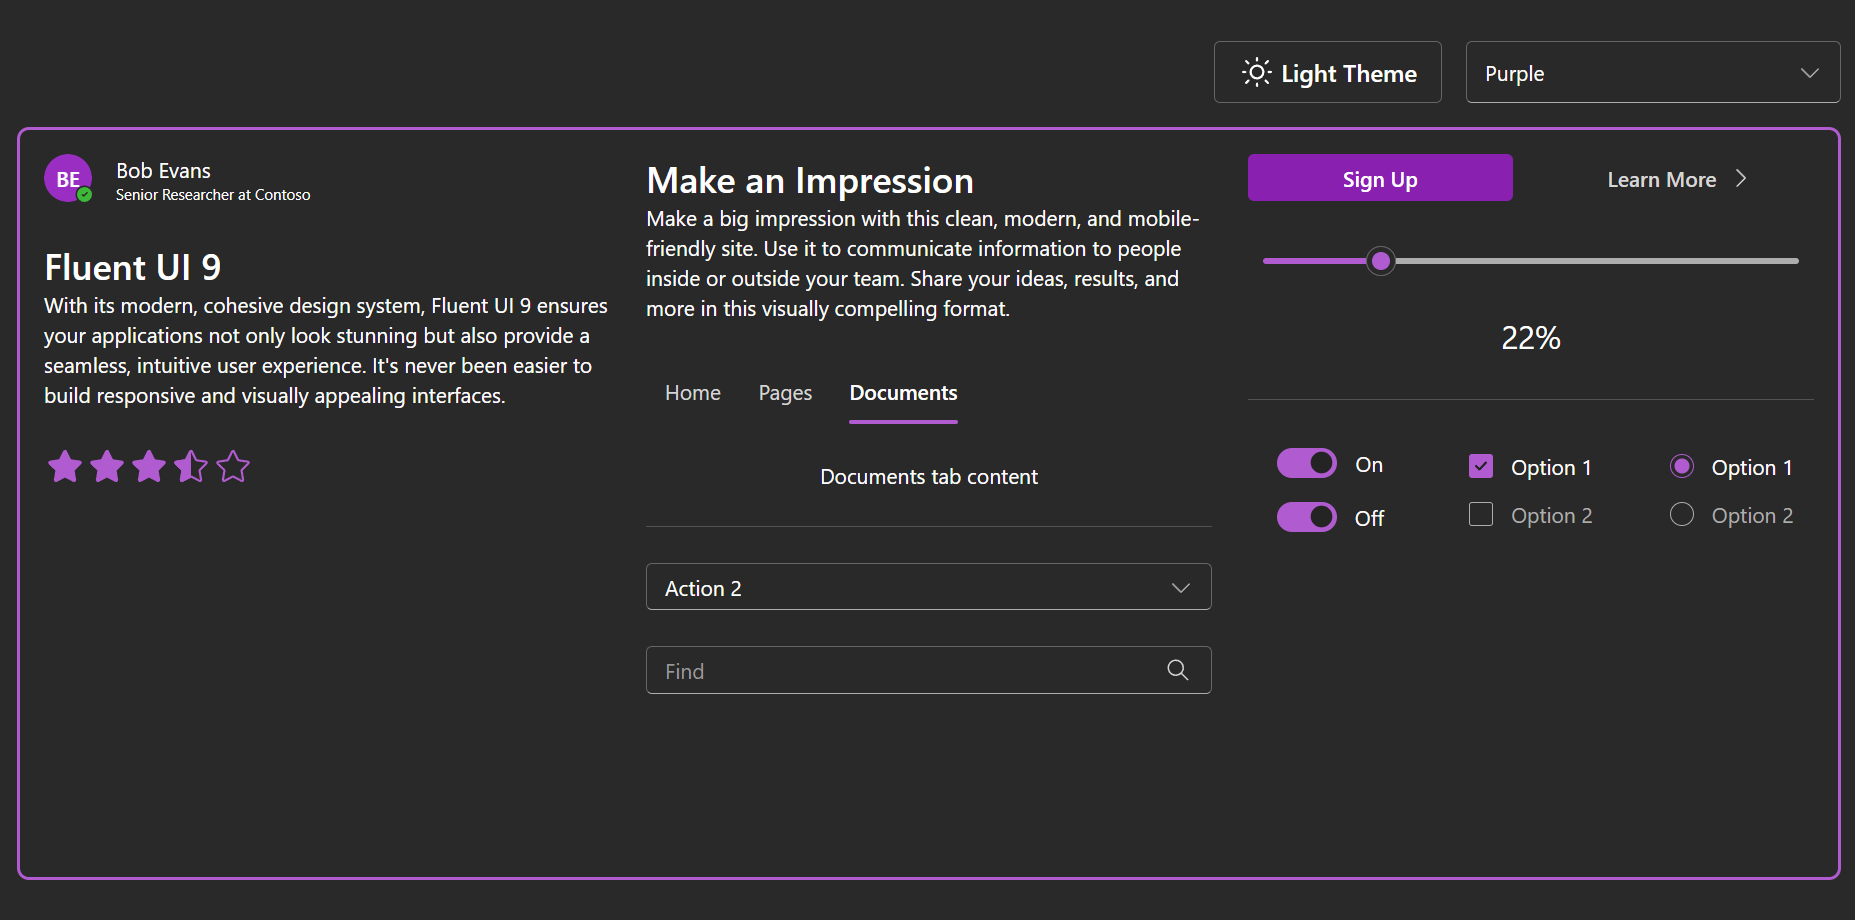 Light Theme
Purple
BE
Bob Evans
Senior Researcher at Contoso
Fluent UI 9
With its modern, cohesive design system, Fluent UI 9 ensures
your applications not only look stunning but also provide a
seamless, intuitive user experience. It's never been easier to
build responsive and visually appealing interfaces.
Make an Impression
Make a big impression with this clean, modern, and mobile-
friendly site. Use it to communicate information to people
inside or outside your team. Share your ideas, results, and
more in this visually compelling format.
Home Pages Documents
Documents tab content
Action 2
Find
Sign Up
Learn More
22%
On
Off
Option 1
Option 2
Option 1
Option 2